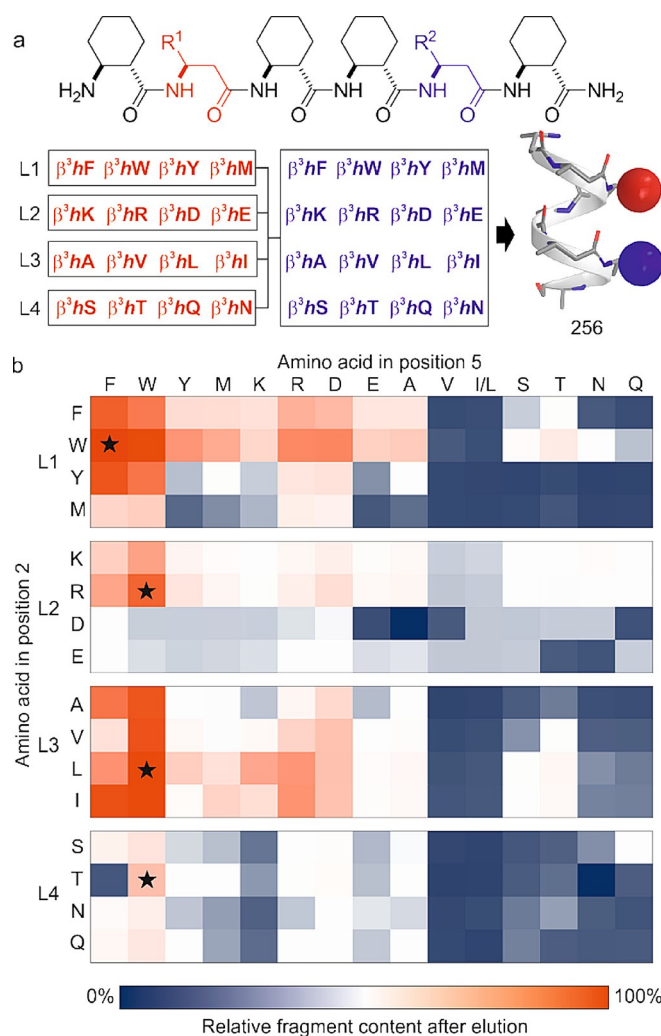 a
R¹ R²
H₂N O NH O NH O NH O NH O NH O NH₂
L1 β³hF β³hW β³hY β³hM β³hF β³hW β³hY β³hM
L2 β³hK β³hR β³hD β³hE β³hK β³hR β³hD β³hE
L3 β³hA β³hV β³hL β³hI β³hA β³hV β³hL β³hI
L4 β³hS β³hT β³hQ β³hN β³hS β³hT β³hQ β³hN
256
b
Amino acid in position 5
F W Y M K R D E A V I/L S T N Q
Amino acid in position 2
L1
F
W
Y
M
L2
K
R
D
E
L3
A
V
L
I
L4
S
T
N
Q
0% 100%
Relative fragment content after elution